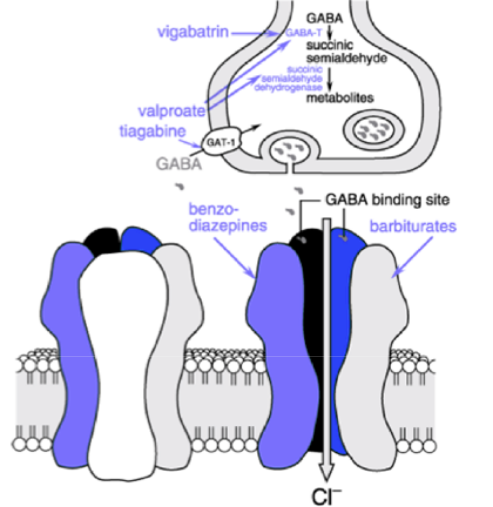 GABA
vigabatrin
GABA-T
succinic
semialdehyde
succinic
semialdehyde
dehydrogenase
metabolites
valproate
tiagabine
GAT-1
GABA
GABA binding site
benzo-
diazepines
barbiturates
Cl⁻